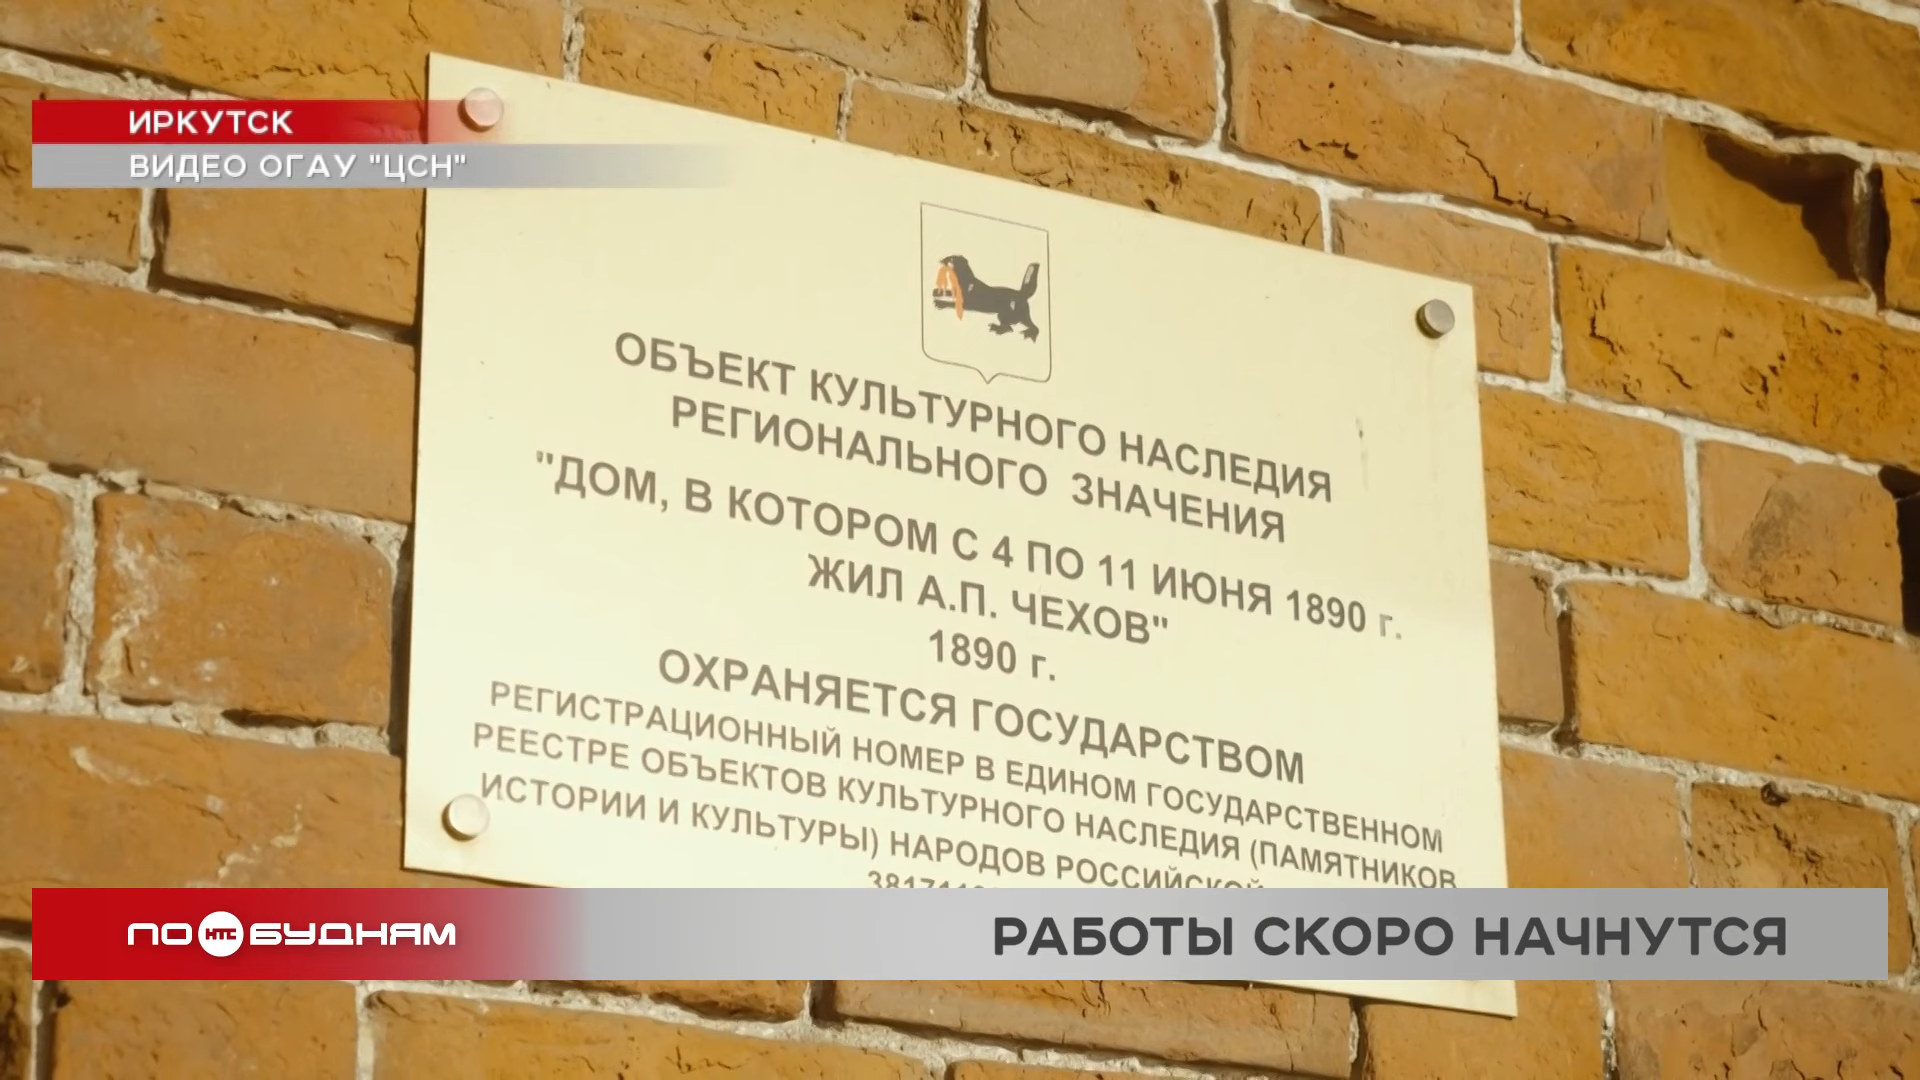 ИРКУТСК
ВИДЕО ОГАУ "ЦСН"
ОБЪЕКТ КУЛЬТУРНОГО НАСЛЕДИЯ
РЕГИОНАЛЬНОГО ЗНАЧЕНИЯ
"ДОМ, В КОТОРОМ С 4 ПО 11 ИЮНЯ 1890 г.
ЖИЛ А.П. ЧЕХОВ"
1890 г.
ОХРАНЯЕТСЯ ГОСУДАРСТВОМ
РЕГИСТРАЦИОННЫЙ НОМЕР В ЕДИНОМ ГОСУДАРСТВЕННОМ
РЕЕСТРЕ ОБЪЕКТОВ КУЛЬТУРНОГО НАСЛЕДИЯ (ПАМЯТНИКОВ
ИСТОРИИ И КУЛЬТУРЫ) НАРОДОВ РОССИЙСКОЙ
ПО НТС БУДНЯМ
РАБОТЫ СКОРО НАЧНУТСЯ